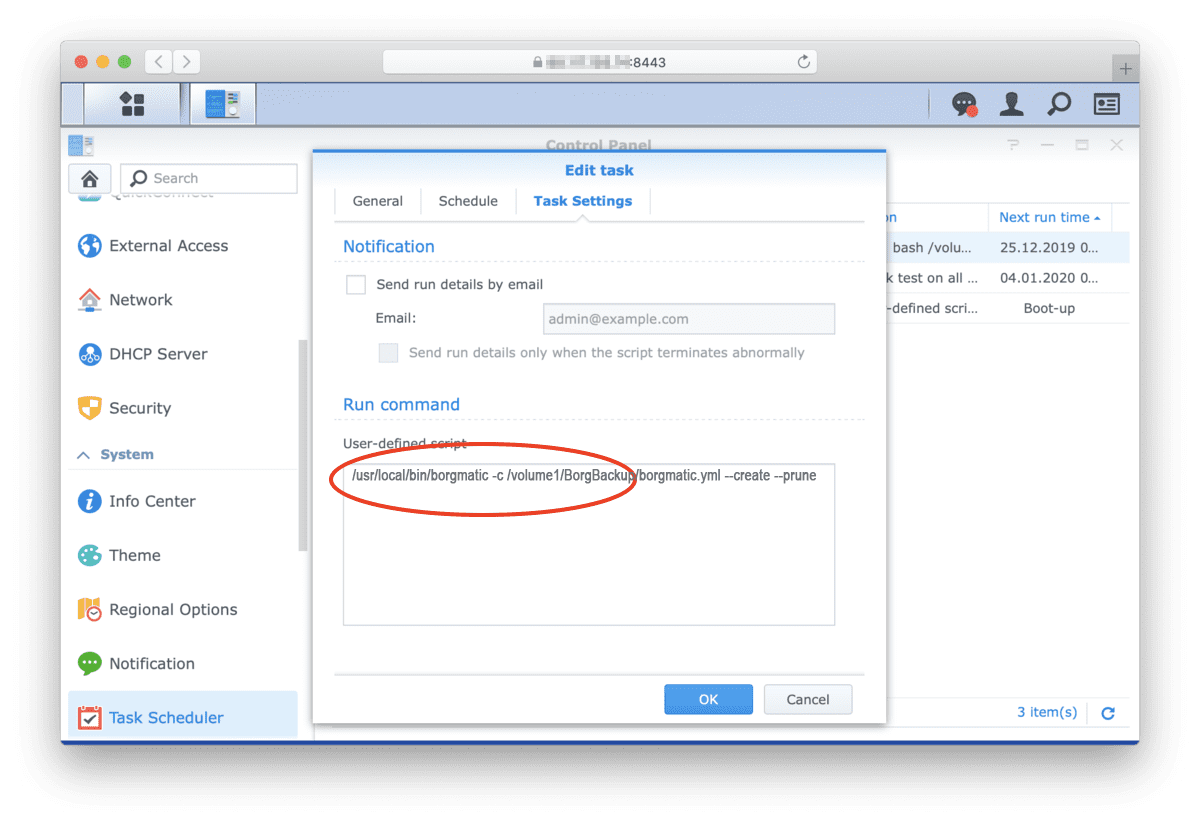 :8443
Control Panel
Search
QuickConnect
External Access
Network
DHCP Server
Security
System
Info Center
Theme
Regional Options
Notification
Task Scheduler
Edit task
General
Schedule
Task Settings
Notification
Send run details by email
Email:
admin@example.com
Send run details only when the script terminates abnormally
Run command
User-defined script
/usr/local/bin/borgmatic -c /volume1/BorgBackup/borgmatic.yml --create --prune
OK
Cancel
Next run time
bash /volu... 25.12.2019 0...
test on all ... 04.01.2020 0...
-defined scri... Boot-up
3 item(s)